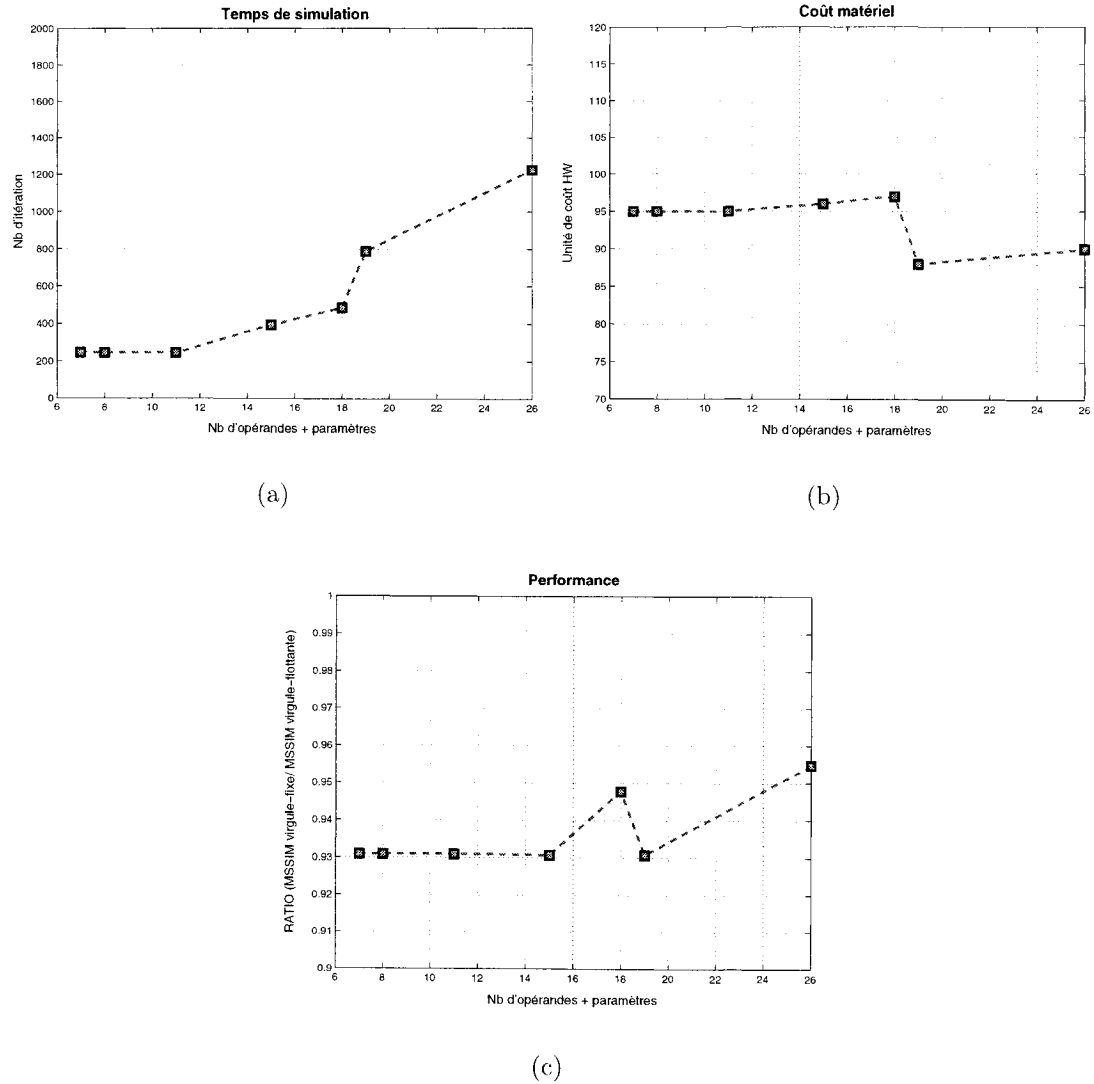 Temps de simulation
2000
1800
1600
1400
1200
1000
800
600
400
200
0
6 8 10 12 14 16 18 20 22 24 26
Nb d'itération
Nb d'opérandes + paramètres
(a)
Coût matériel
120
115
110
105
100
95
90
85
80
75
70
6 8 10 12 14 16 18 20 22 24 26
Unité de coût HW
Nb d'opérandes + paramètres
(b)
Performance
1
0.99
0.98
0.97
0.96
0.95
0.94
0.93
0.92
0.91
0.9
6 8 10 12 14 16 18 20 22 24 26
RATIO (MSSIM virgule-fixe/ MSSIM virgule-flottante)
Nb d'opérandes + paramètres
(c)